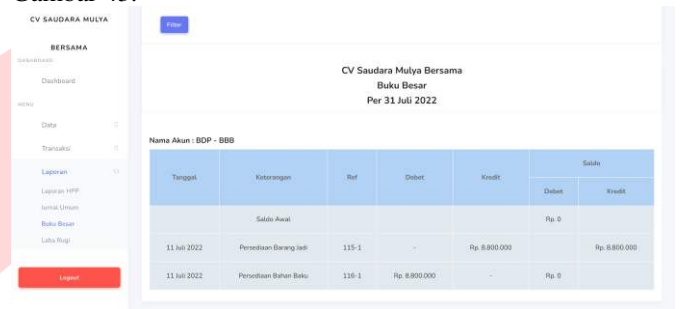 CV SAUDARA MULYA
BERSAMA
DASHBOARD
Dashboard
MENU
Data
Transaksi
Laporan
Laporan HPP
Jurnal Umum
Buku Besar
Laba Rugi
Logout
Filter
CV Saudara Mulya Bersama
Buku Besar
Per 31 Juli 2022
Nama Akun : BDP - BBB
Tanggal Keterangan Ref Debet Kredit Saldo
Debet Kredit
Saldo Awal Rp. 0
11 Juli 2022 Persediaan Barang Jadi 115-1 - Rp. 8.800.000 Rp. 8.800.000
11 Juli 2022 Persediaan Bahan Baku 116-1 Rp. 8.800.000 - Rp. 0